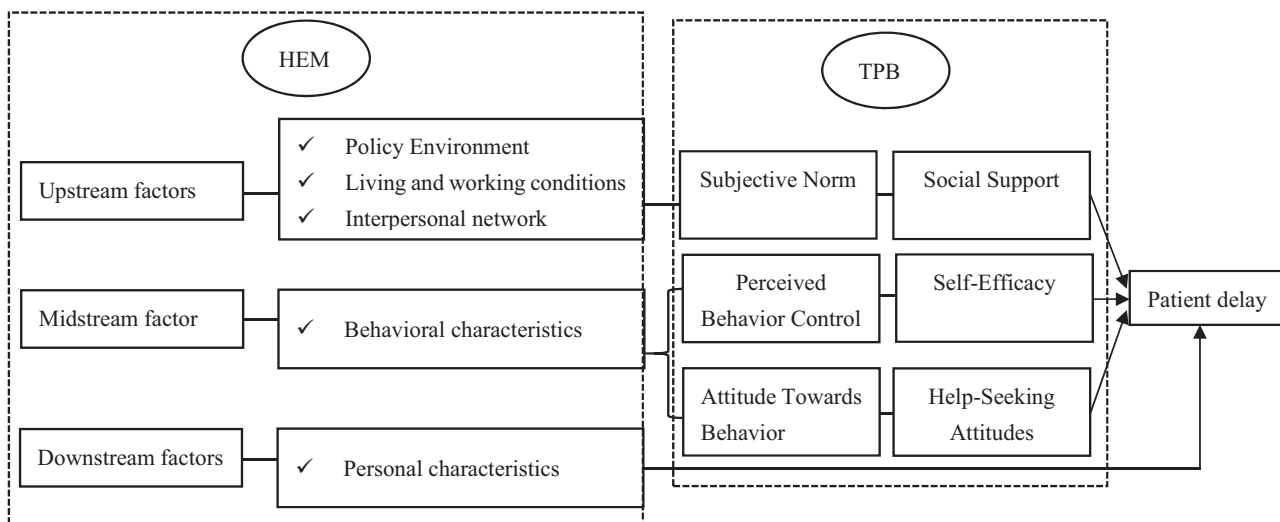 HEM
TPB
Upstream factors
✓ Policy Environment
✓ Living and working conditions
✓ Interpersonal network
Subjective Norm
Social Support
Midstream factor
✓ Behavioral characteristics
Perceived
Behavior Control
Self-Efficacy
Patient delay
Attitude Towards
Behavior
Help-Seeking
Attitudes
Downstream factors
✓ Personal characteristics